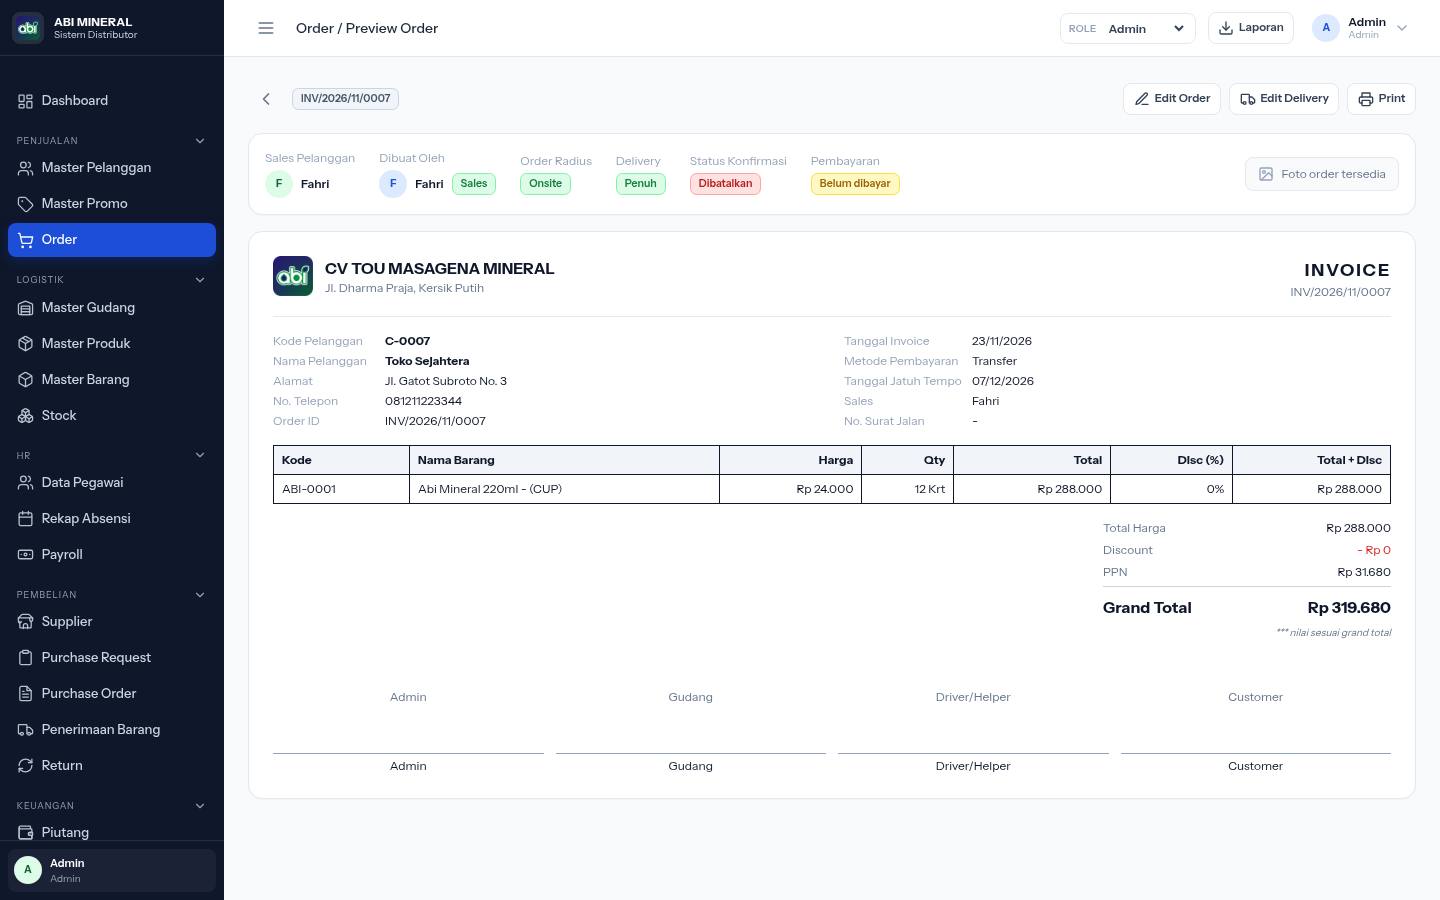 abi
ABI MINERAL
Sistem Distributor
Dashboard
PENJUALAN
Master Pelanggan
Master Promo
Order
LOGISTIK
Master Gudang
Master Produk
Master Barang
Stock
HR
Data Pegawai
Rekap Absensi
Payroll
PEMBELIAN
Supplier
Purchase Request
Purchase Order
Penerimaan Barang
Return
KEUANGAN
Piutang
A
Admin
Admin
Order / Preview Order
ROLE Admin
Laporan
A
Admin
Admin
INV/2026/11/0007
Edit Order
Edit Delivery
Print
Sales Pelanggan
F Fahri
Dibuat Oleh
F Fahri Sales
Order Radius
Onsite
Delivery
Penuh
Status Konfirmasi
Dibatalkan
Pembayaran
Belum dibayar
Foto order tersedia
abi
CV TOU MASAGENA MINERAL
Jl. Dharma Praja, Kersik Putih
INVOICE
INV/2026/11/0007
Kode Pelanggan C-0007
Nama Pelanggan Toko Sejahtera
Alamat Jl. Gatot Subroto No. 3
No. Telepon 081211223344
Order ID INV/2026/11/0007
Tanggal Invoice 23/11/2026
Metode Pembayaran Transfer
Tanggal Jatuh Tempo 07/12/2026
Sales Fahri
No. Surat Jalan -
Kode Nama Barang Harga Qty Total Disc (%) Total + Disc
ABI-0001 Abi Mineral 220ml - (CUP) Rp 24.000 12 Krt Rp 288.000 0% Rp 288.000
Total Harga Rp 288.000
Discount - Rp 0
PPN Rp 31.680
Grand Total Rp 319.680
*** nilai sesuai grand total
Admin Gudang Driver/Helper Customer
Admin Gudang Driver/Helper Customer